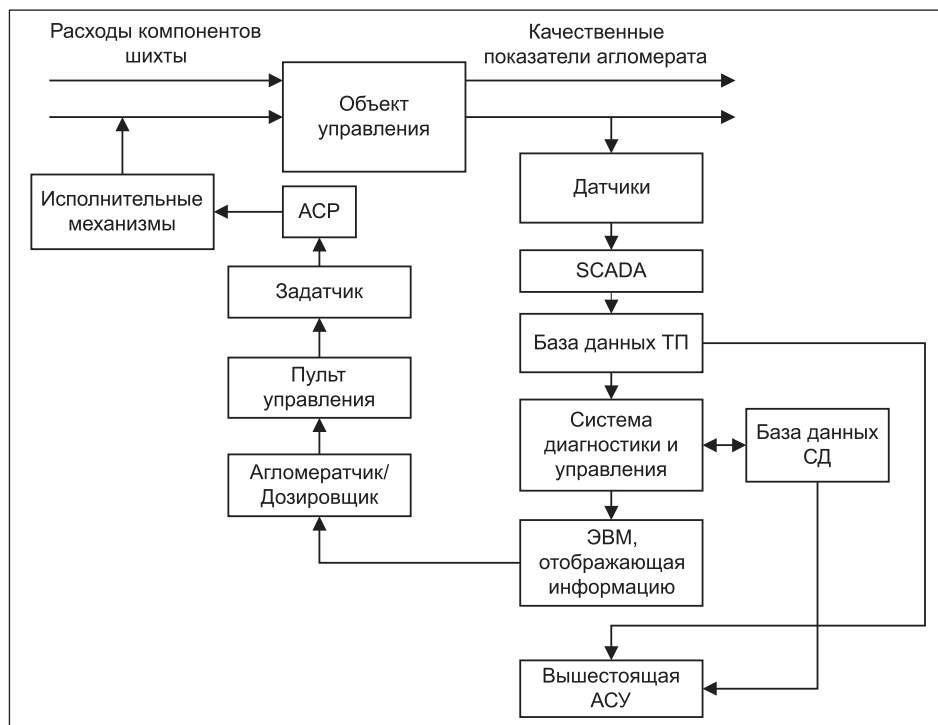 Расходы компонентов
шихты
Качественные
показатели агломерата
Объект
управления
Исполнительные
механизмы
АСР
Датчики
SCADA
Задатчик
База данных ТП
Пульт
управления
Система
диагностики и
управления
База данных
СД
Агломератчик/
Дозировщик
ЭВМ,
отображающая
информацию
Вышестоящая
АСУ